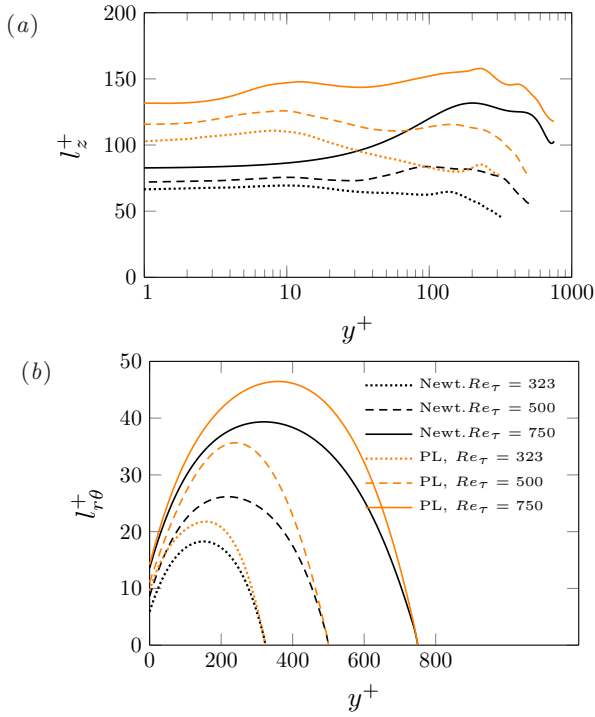 (a)
200
150
100
50
0
l_z^+
1 10 100 1000
y^+
(b)
50
40
30
20
10
0
l_{rθ}^+
Newt.Re_τ = 323
Newt.Re_τ = 500
Newt.Re_τ = 750
PL, Re_τ = 323
PL, Re_τ = 500
PL, Re_τ = 750
0 200 400 600 800
y^+